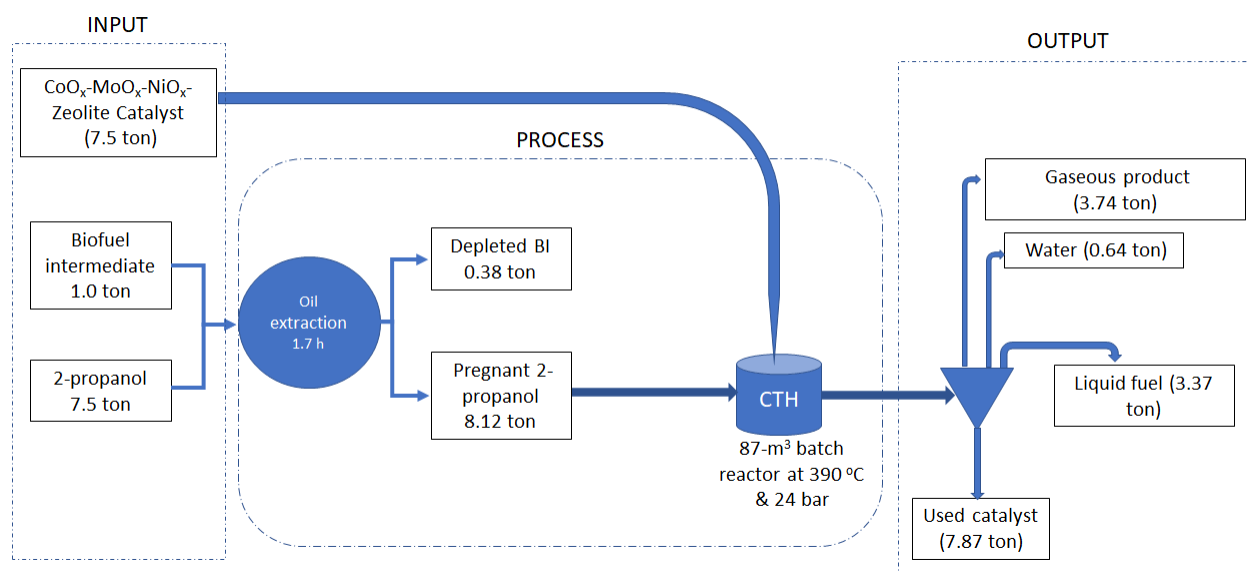 INPUT
CoOₓ-MoOₓ-NiOₓ-
Zeolite Catalyst
(7.5 ton)
Biofuel
intermediate
1.0 ton
2-propanol
7.5 ton
PROCESS
Oil
extraction
1.7 h
Depleted BI
0.38 ton
Pregnant 2-
propanol
8.12 ton
CTH
87-m³ batch
reactor at 390 ºC
& 24 bar
OUTPUT
Gaseous product
(3.74 ton)
Water (0.64 ton)
Liquid fuel (3.37
ton)
Used catalyst
(7.87 ton)